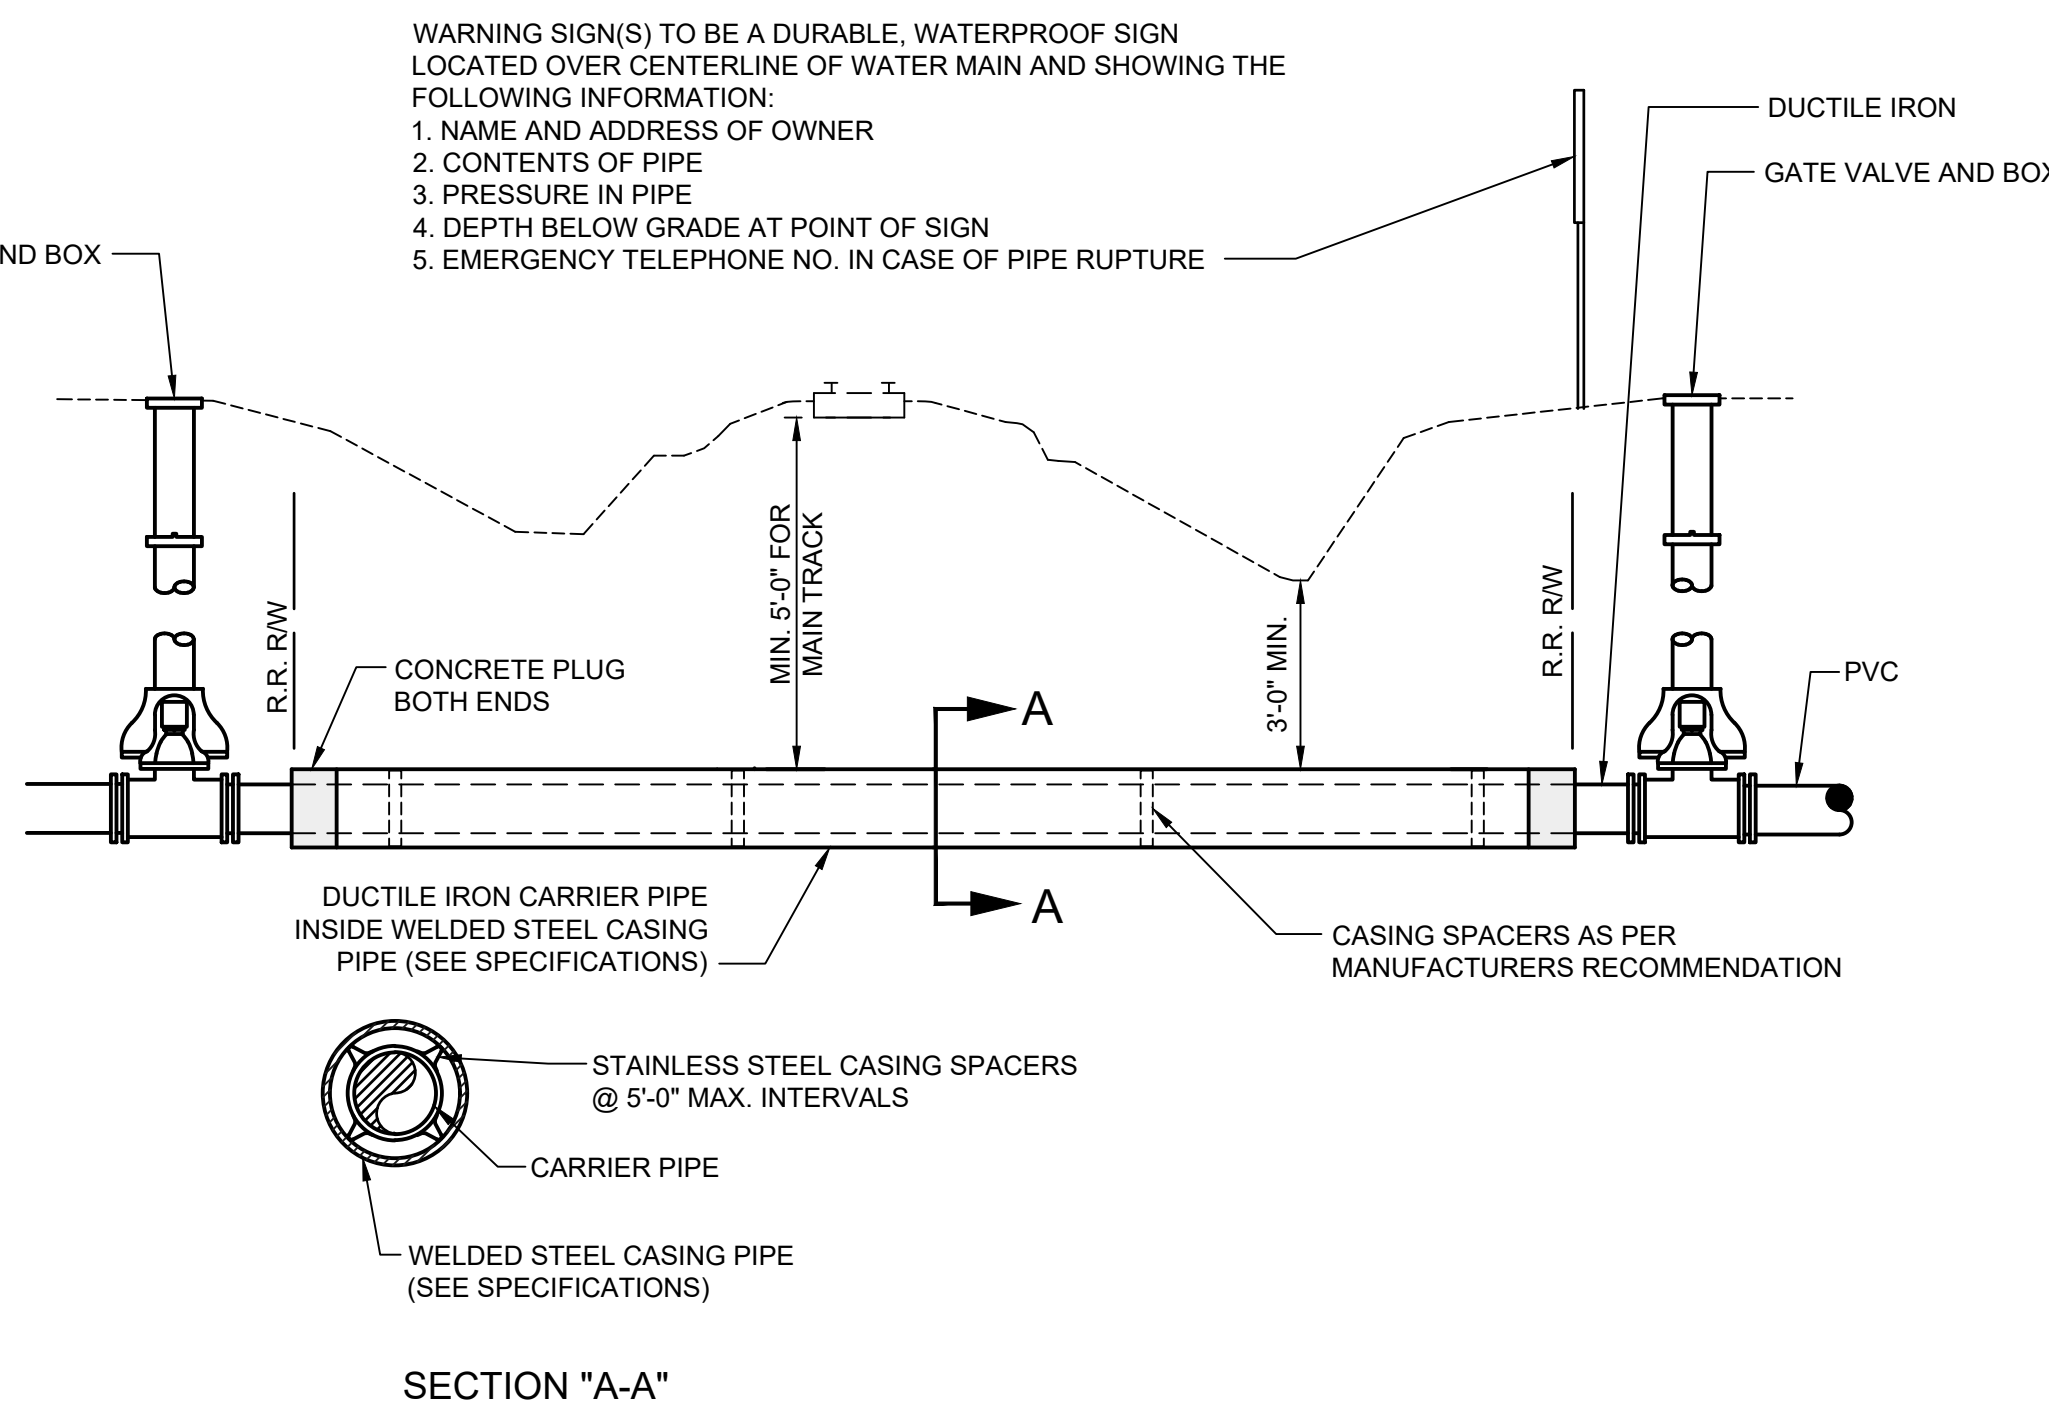 WARNING SIGN(S) TO BE A DURABLE, WATERPROOF SIGN
LOCATED OVER CENTERLINE OF WATER MAIN AND SHOWING THE
FOLLOWING INFORMATION:
1. NAME AND ADDRESS OF OWNER
2. CONTENTS OF PIPE
3. PRESSURE IN PIPE
4. DEPTH BELOW GRADE AT POINT OF SIGN
5. EMERGENCY TELEPHONE NO. IN CASE OF PIPE RUPTURE
DUCTILE IRON
GATE VALVE AND BOX
ND BOX
R.R. R/W
CONCRETE PLUG
BOTH ENDS
MIN. 5'-0" FOR
MAIN TRACK
A
3'-0" MIN.
R.R. R/W
PVC
DUCTILE IRON CARRIER PIPE
INSIDE WELDED STEEL CASING
PIPE (SEE SPECIFICATIONS)
A
CASING SPACERS AS PER
MANUFACTURERS RECOMMENDATION
STAINLESS STEEL CASING SPACERS
@ 5'-0" MAX. INTERVALS
CARRIER PIPE
WELDED STEEL CASING PIPE
(SEE SPECIFICATIONS)
SECTION "A-A"